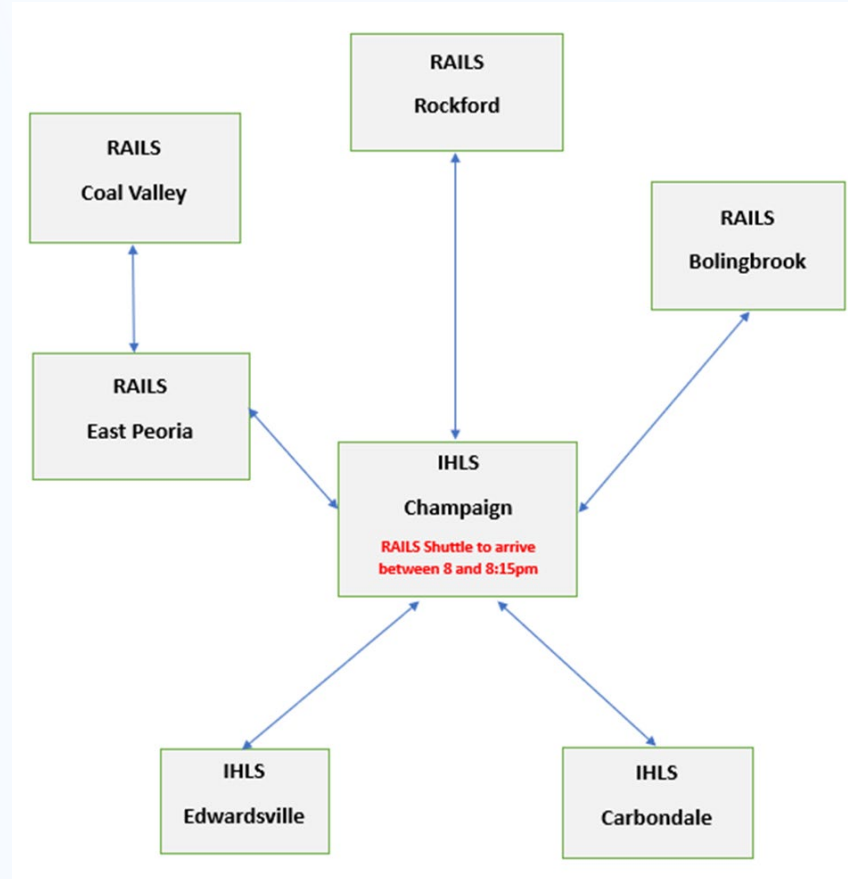 RAILS
Rockford
RAILS
Coal Valley
RAILS
Bolingbrook
RAILS
East Peoria
IHLS
Champaign
RAILS Shuttle to arrive
between 8 and 8:15pm
IHLS
Edwardsville
IHLS
Carbondale